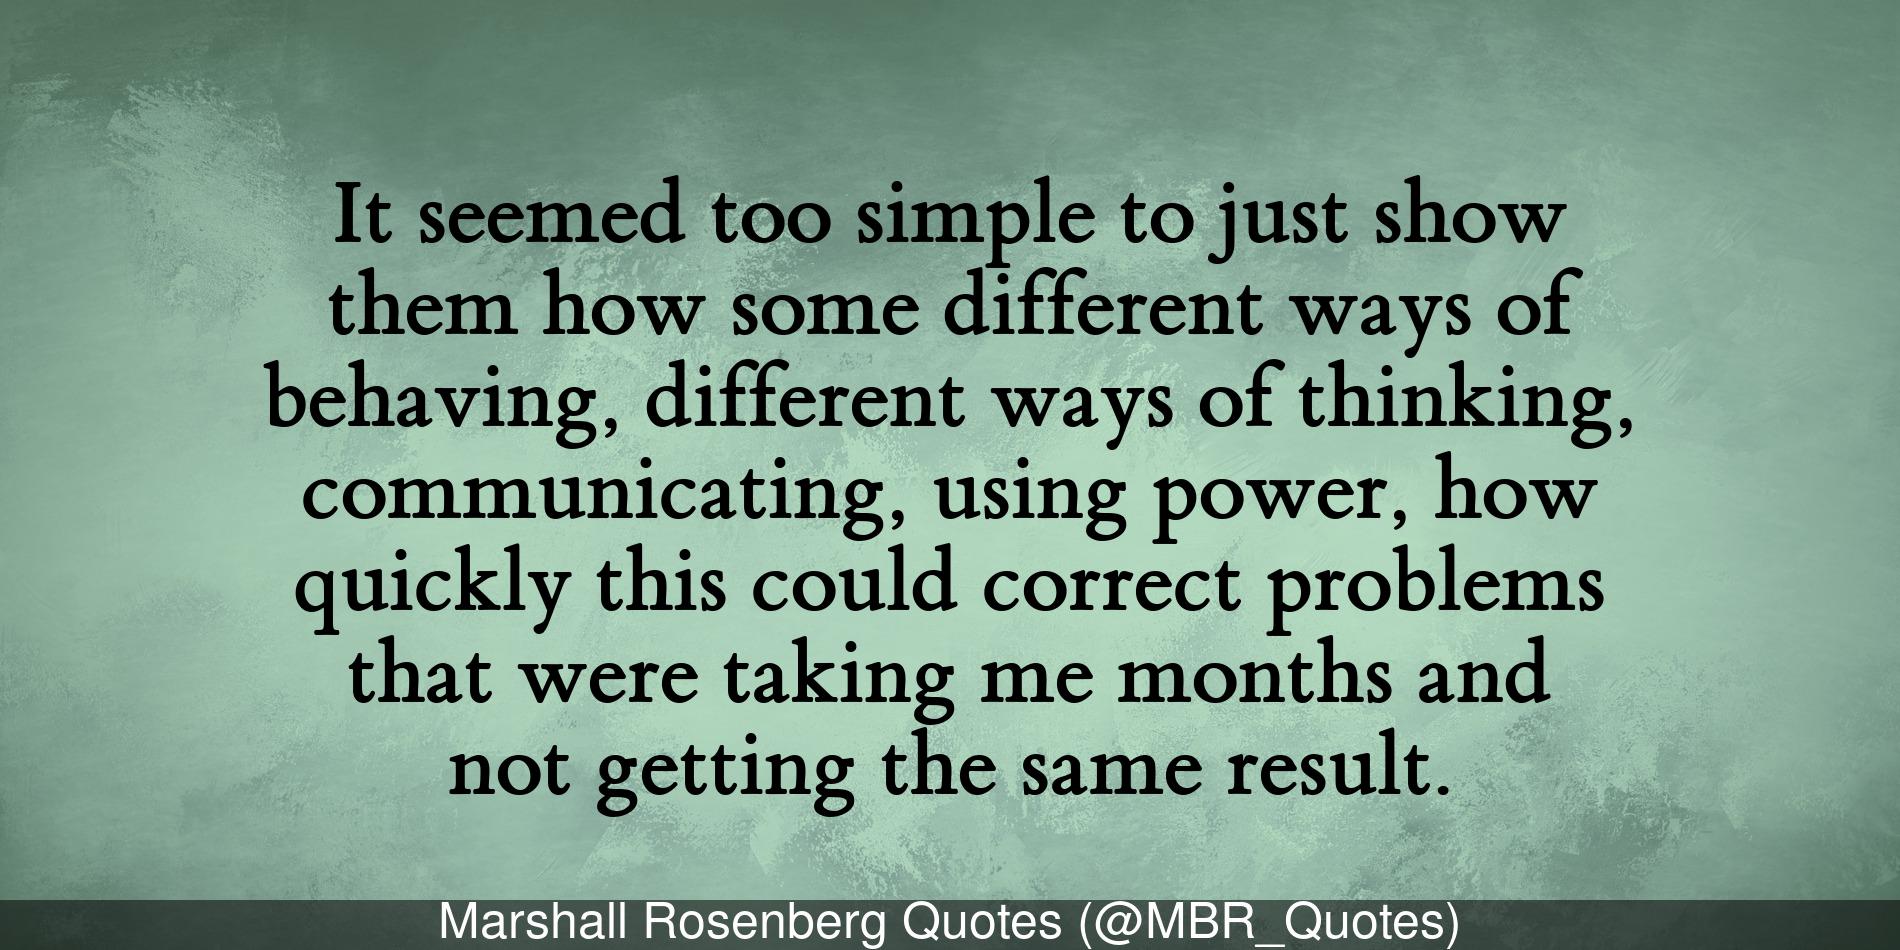 It seemed too simple to just show
them how some different ways of
behaving, different ways of thinking,
communicating, using power, how
quickly this could correct problems
that were taking me months and
not getting the same result.
Marshall Rosenberg Quotes (@MBR_Quotes)